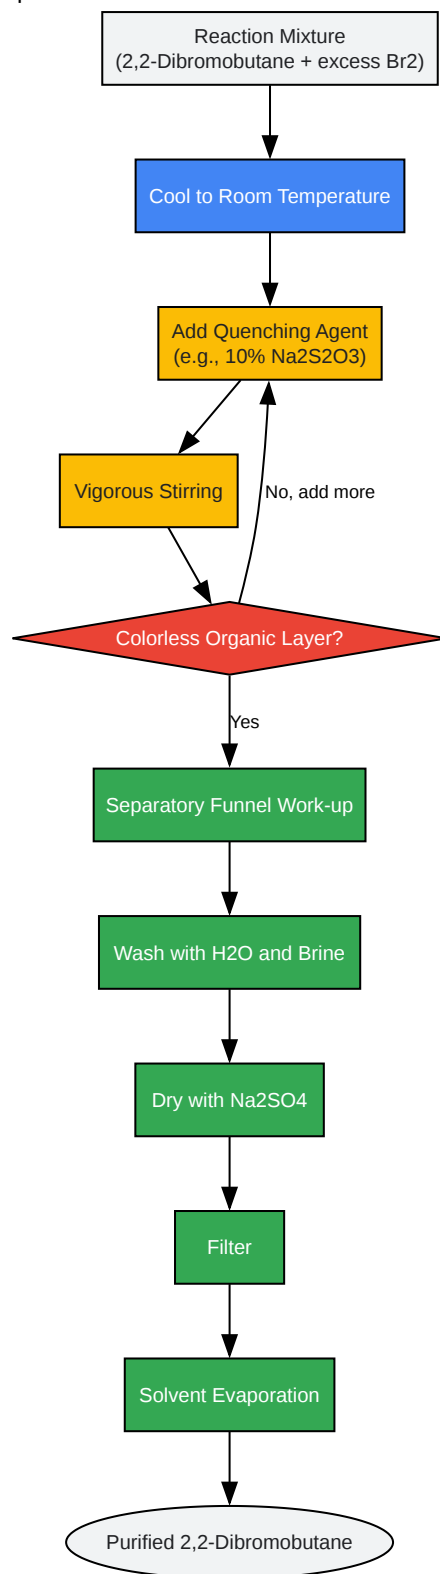 Reaction Mixture
(2,2-Dibromobutane + excess Br2)
Cool to Room Temperature
Add Quenching Agent
(e.g., 10% Na2S2O3)
Vigorous Stirring
No, add more
Colorless Organic Layer?
Yes
Separatory Funnel Work-up
Wash with H2O and Brine
Dry with Na2SO4
Filter
Solvent Evaporation
Purified 2,2-Dibromobutane